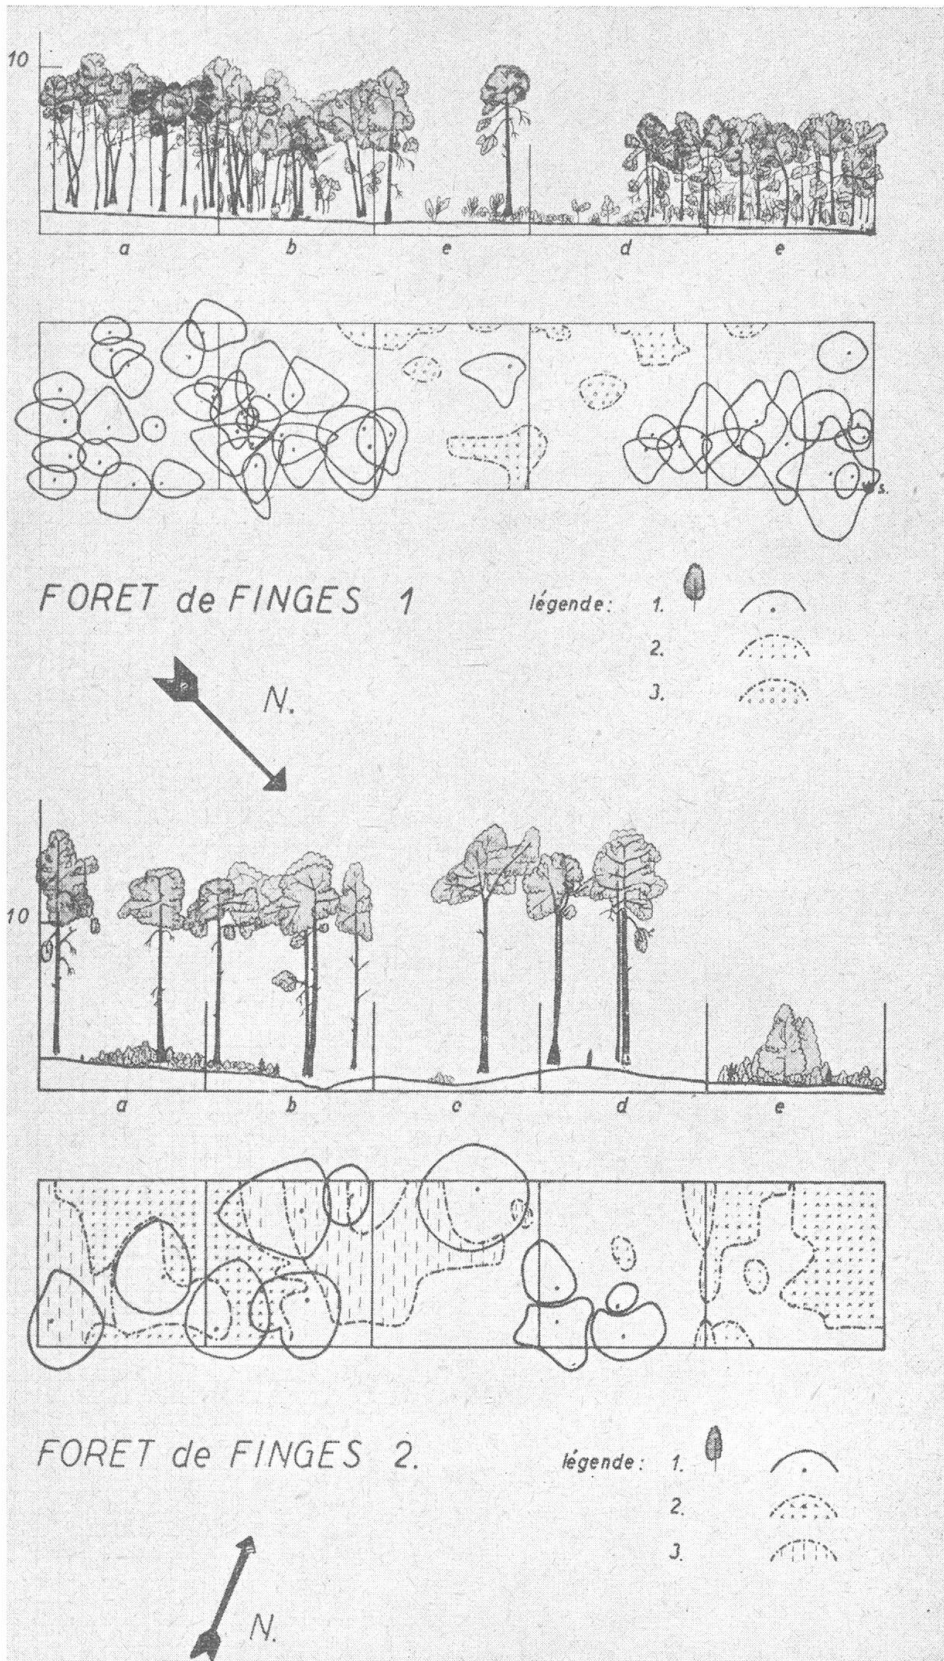 10
a b e d e
s.
FORET de FINGES 1
légende: 1.
2.
3.
N.
10
a b c d e
FORET de FINGES 2.
légende: 1.
2.
3.
N.